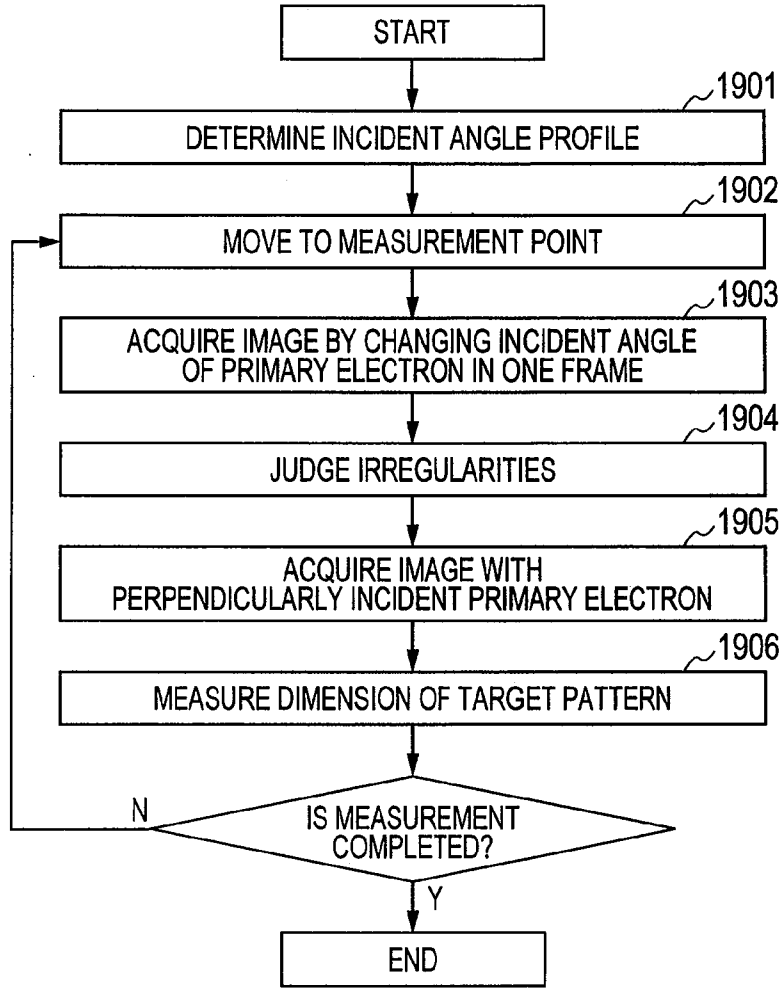 START
1901
DETERMINE INCIDENT ANGLE PROFILE
1902
MOVE TO MEASUREMENT POINT
1903
ACQUIRE IMAGE BY CHANGING INCIDENT ANGLE
OF PRIMARY ELECTRON IN ONE FRAME
1904
JUDGE IRREGULARITIES
1905
ACQUIRE IMAGE WITH
PERPENDICULARLY INCIDENT PRIMARY ELECTRON
1906
MEASURE DIMENSION OF TARGET PATTERN
N
IS MEASUREMENT
COMPLETED?
Y
END